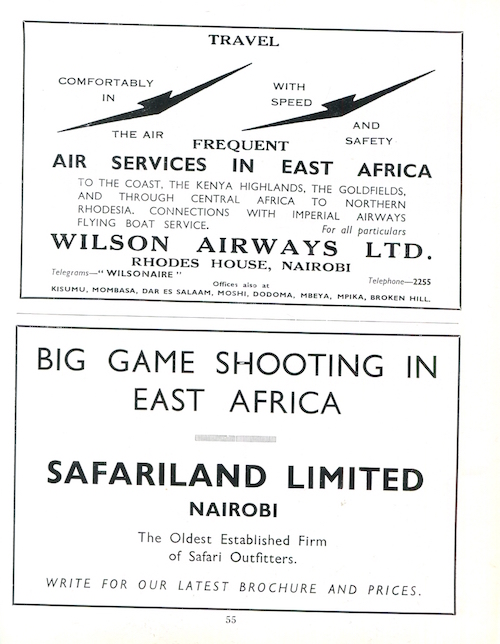 TRAVEL
COMFORTABLY
IN
THE AIR
WITH
SPEED
AND
SAFETY
FREQUENT
AIR SERVICES IN EAST AFRICA
TO THE COAST, THE KENYA HIGHLANDS, THE GOLDFIELDS,
AND THROUGH CENTRAL AFRICA TO NORTHERN
RHODESIA. CONNECTIONS WITH IMPERIAL AIRWAYS
FLYING BOAT SERVICE. For all particulars
WILSON AIRWAYS LTD.
RHODES HOUSE, NAIROBI
Telegrams—"WILSONAIRE" Telephone—2255
Offices also at
KISUMU, MOMBASA, DAR ES SALAAM, MOSHI, DODOMA, MBEYA, MPIKA, BROKEN HILL.
BIG GAME SHOOTING IN
EAST AFRICA
SAFARILAND LIMITED
NAIROBI
The Oldest Established Firm
of Safari Outfitters.
WRITE FOR OUR LATEST BROCHURE AND PRICES.
55